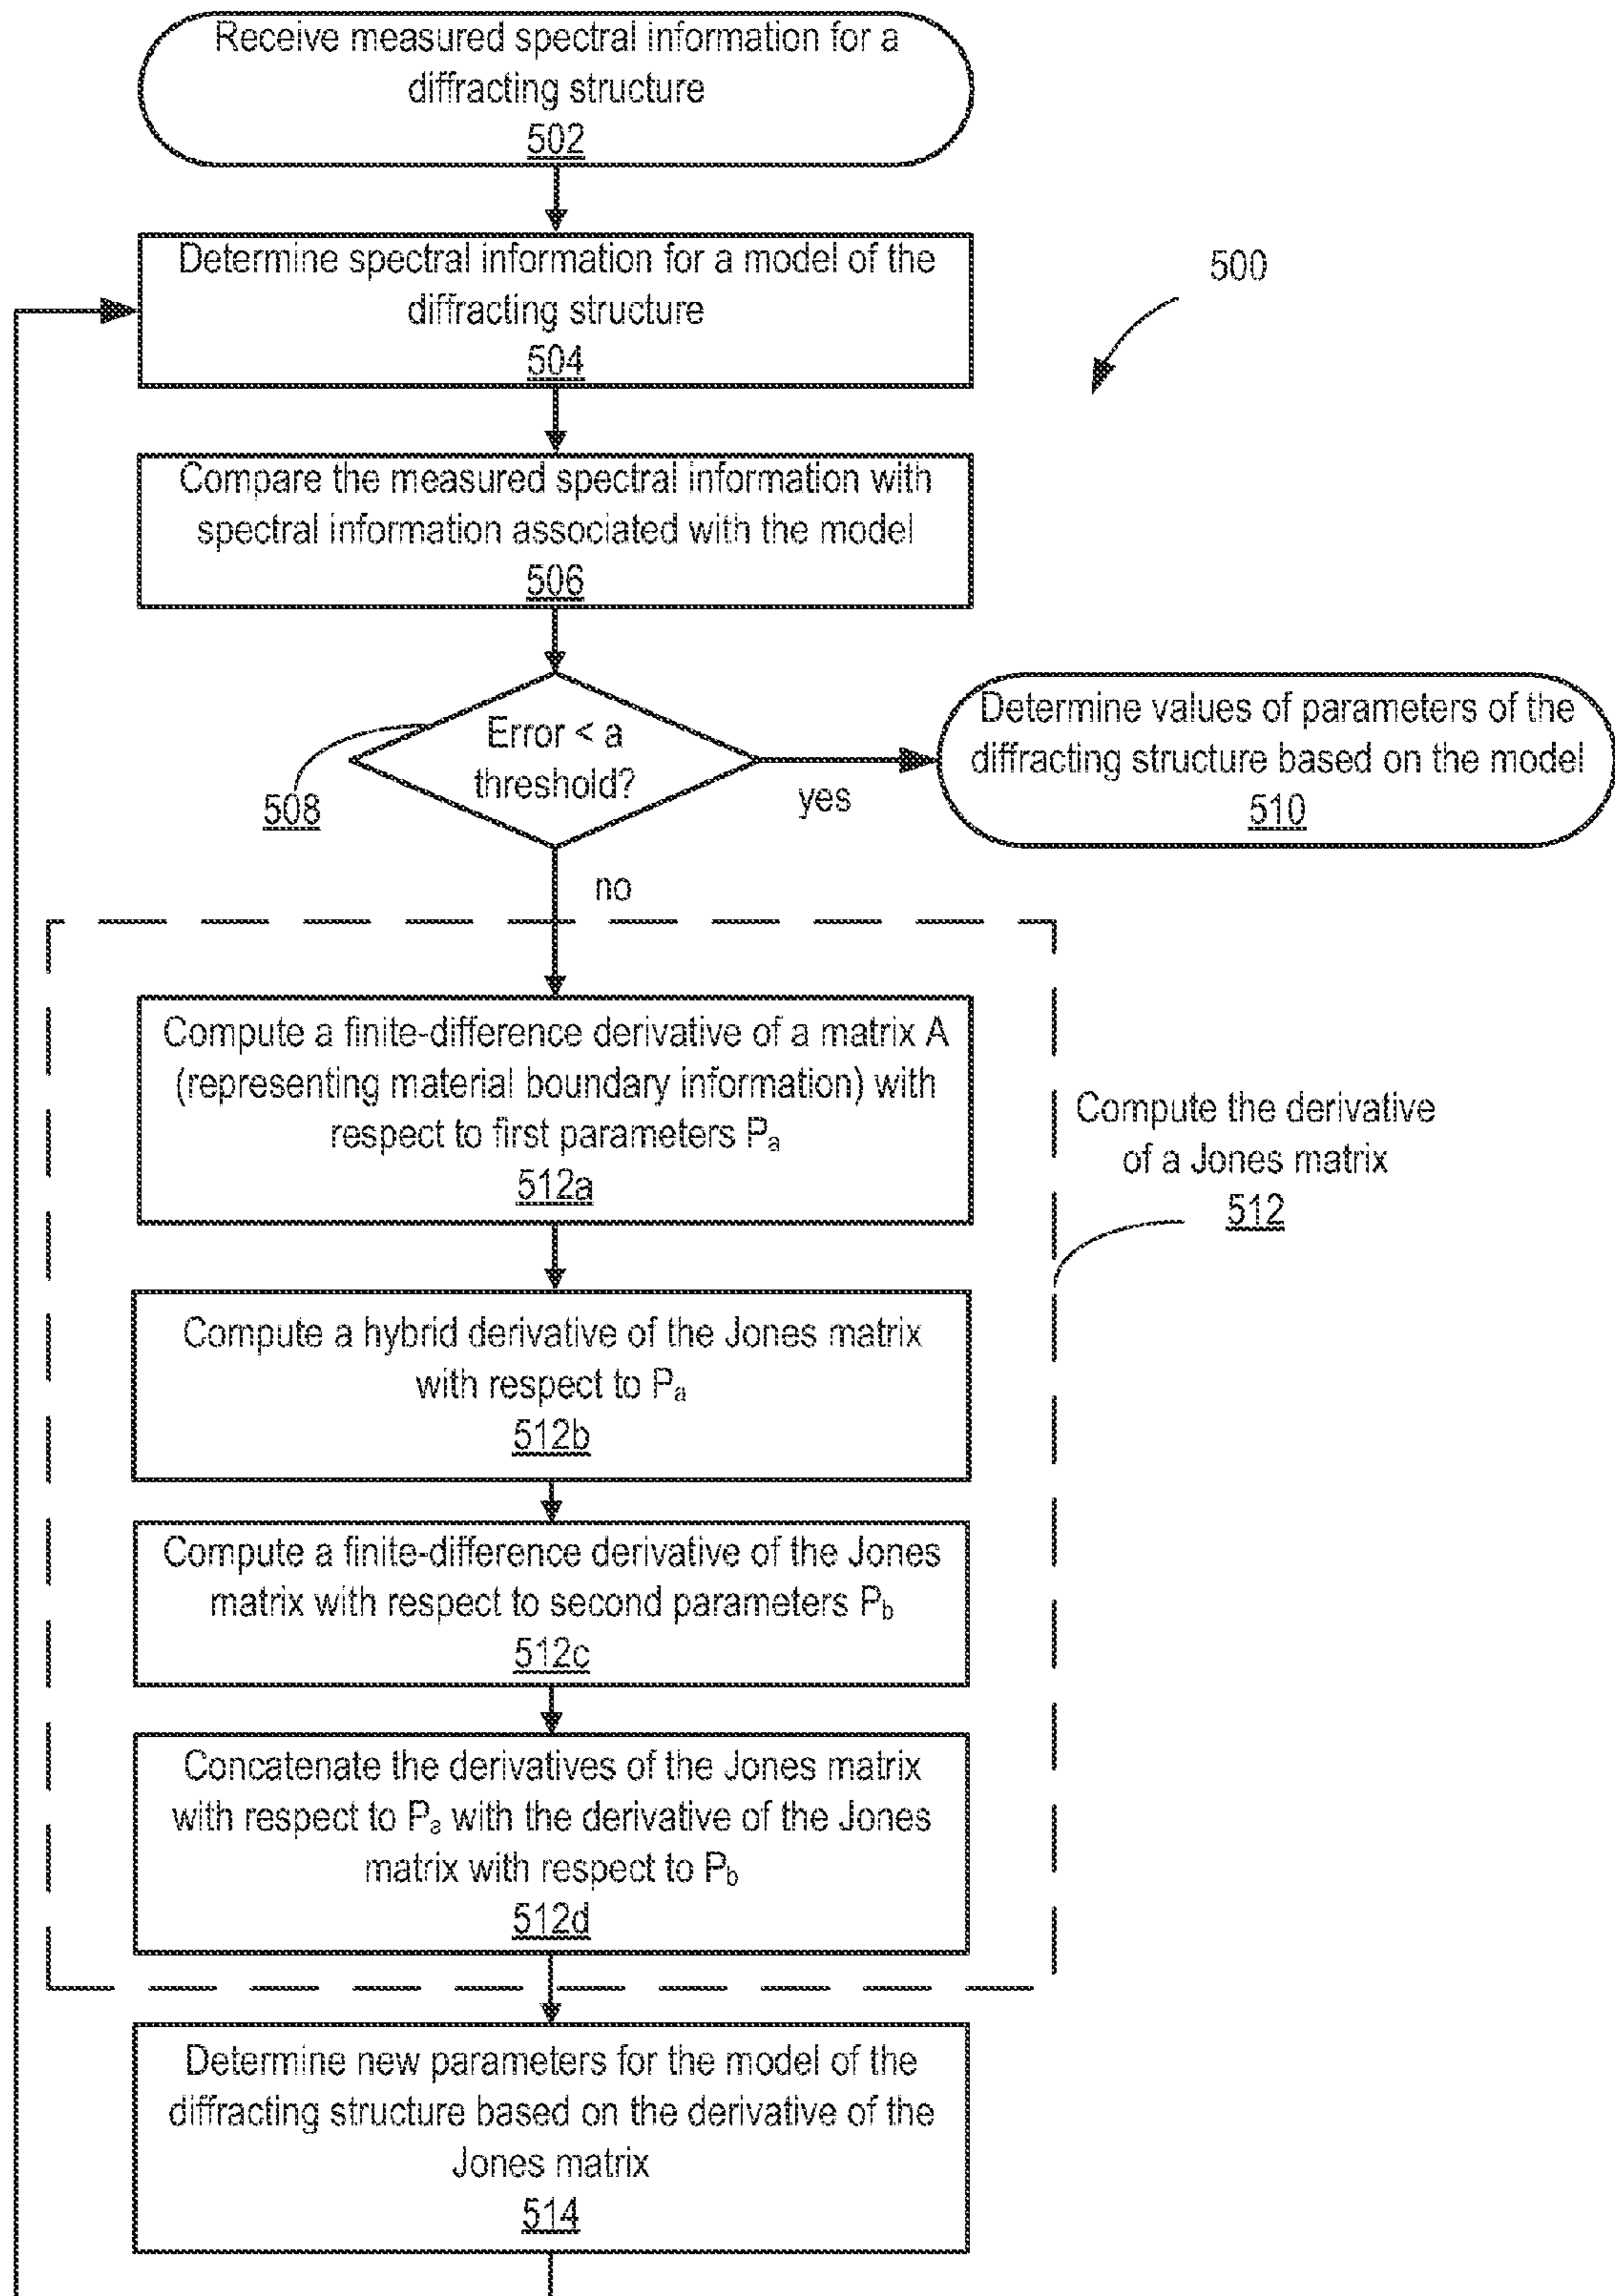 Receive measured spectral information for a
diffracting structure
502
Determine spectral information for a model of the
diffracting structure
504
500
Compare the measured spectral information with
spectral information associated with the model
506
Error < a
threshold?
508
yes
Determine values of parameters of the
diffracting structure based on the model
510
no
Compute a finite-difference derivative of a matrix A
(representing material boundary information) with
respect to first parameters Pa
512a
Compute the derivative
of a Jones matrix
512
Compute a hybrid derivative of the Jones matrix
with respect to Pa
512b
Compute a finite-difference derivative of the Jones
matrix with respect to second parameters Pb
512c
Concatenate the derivatives of the Jones matrix
with respect to Pa with the derivative of the Jones
matrix with respect to Pb
512d
Determine new parameters for the model of the
diffracting structure based on the derivative of the
Jones matrix
514